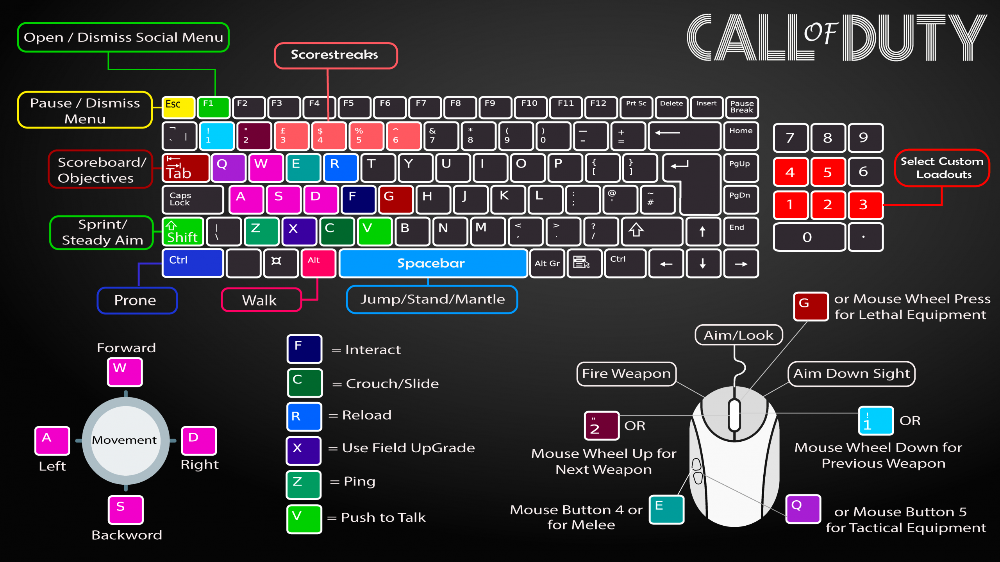 CALL OF DUTY
Open / Dismiss Social Menu
Scorestreaks
Pause / Dismiss
Menu
Esc F1 F2 F3 F4 F5 F6 F7 F8 F9 F10 F11 F12 Prt Sc Delete Insert Pause
Break
¬ ! " £ $ % ^ & * ( ) — +
` | 1 2 3 4 5 6 7 8 9 0 - = ← Home
7 8 9
Scoreboard/
Objectives
Tab Q W E R T Y U I O P { [ } ] PgUp
4 5 6
Select Custom
Loadouts
Caps
Lock
A S D F G H J K L : ; @ ' ~ # PgDn
1 2 3
Sprint/
Steady Aim
Shift | \ Z X C V B N M < , > . ? / ↑ End
0 .
Ctrl ¤ Alt Spacebar Alt Gr Ctrl ← ↓ →
Prone
Walk
Jump/Stand/Mantle
G or Mouse Wheel Press
for Lethal Equipment
Aim/Look
Fire Weapon
Aim Down Sight
Forward
W
A
Left
Movement
D
Right
S
Backword
F = Interact
C = Crouch/Slide
R = Reload
X = Use Field UpGrade
Z = Ping
V = Push to Talk
" 2 OR
Mouse Wheel Up for
Next Weapon
! 1 OR
Mouse Wheel Down for
Previous Weapon
Mouse Button 4 or E
for Melee
Q or Mouse Button 5
for Tactical Equipment